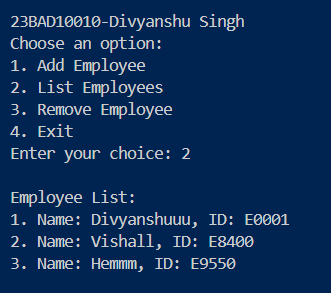 23BAD10010-Divyanshu Singh
Choose an option:
1. Add Employee
2. List Employees
3. Remove Employee
4. Exit
Enter your choice: 2

Employee List:
1. Name: Divyanshuuu, ID: E0001
2. Name: Vishall, ID: E8400
3. Name: Hemmm, ID: E9550